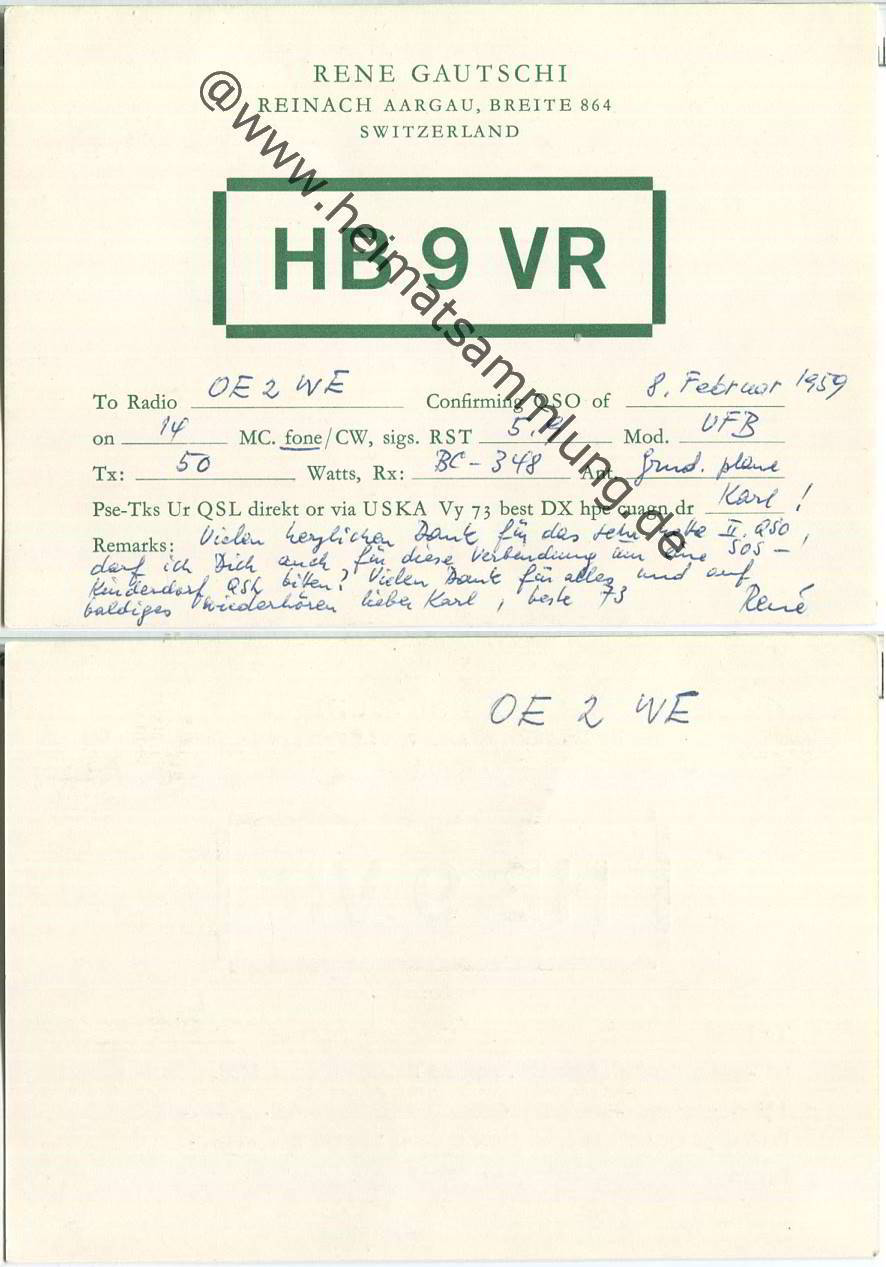 RENE GAUTSCHI
REINACH AARGAU, BREITE 864
SWITZERLAND
HB 9 VR
To Radio OE 2 WE Confirming QSO of 8. Februar 1959
on 14 MC. fone/CW, sigs. RST 5.9 Mod. UFB
Tx: 50 Watts, Rx: BC-348 Ant. Grnd. plane
Pse-Tks Ur QSL direkt or via USKA Vy 73 best DX hpe cuagn dr Karl !
Remarks: Vielen herzlichen Dank für das sehr nette II. QSO,
darf ich Dich auch für diese Verbindung um eine SOS-
Kinderdorf QSL bitten? Vielen Dank für alles und auf
baldiges Wiederhören lieber Karl, beste 73 René
@www.heimatsammlung.de
OE 2 WE